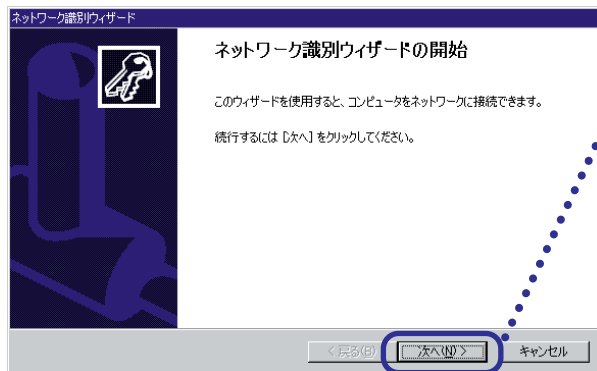 ネットワーク識別ウィザード
ネットワーク識別ウィザードの開始
このウィザードを使用すると、コンピュータをネットワークに接続できます。
続行するには [次へ] をクリックしてください。
< 戻る(B)
次へ(N) >
キャンセル